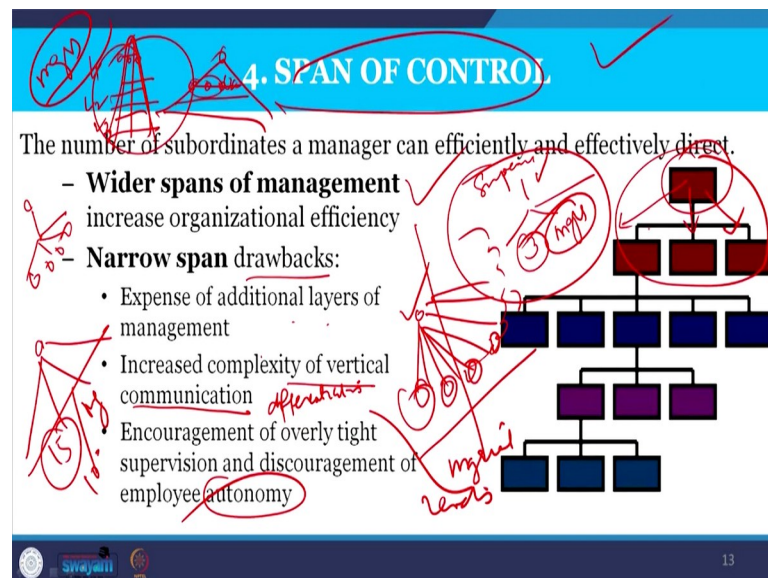 4. SPAN OF CONTROL
mgm
The number of subordinates a manager can efficiently and effectively direct.
– Wider spans of management
increase organizational efficiency
– Narrow span drawbacks:
• Expense of additional layers of
management
• Increased complexity of vertical
communication
• Encouragement of overly tight
supervision and discouragement of
employee autonomy
3
15
levels
swayam
13